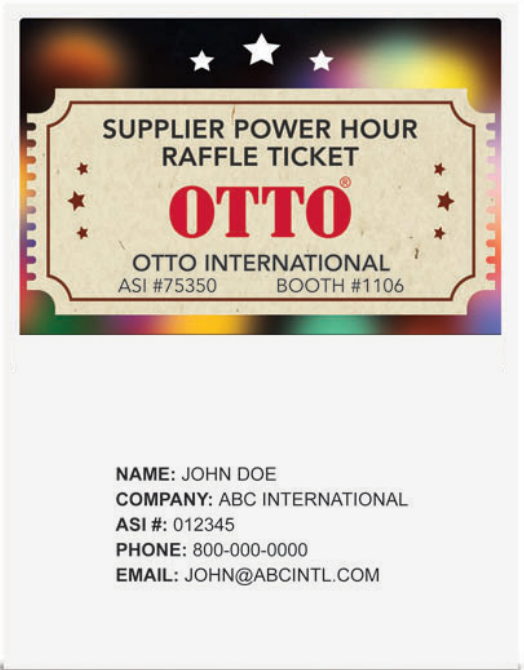 SUPPLIER POWER HOUR
RAFFLE TICKET
OTTO®
OTTO INTERNATIONAL
ASI #75350 BOOTH #1106
NAME: JOHN DOE
COMPANY: ABC INTERNATIONAL
ASI #: 012345
PHONE: 800-000-0000
EMAIL: JOHN@ABCINTL.COM